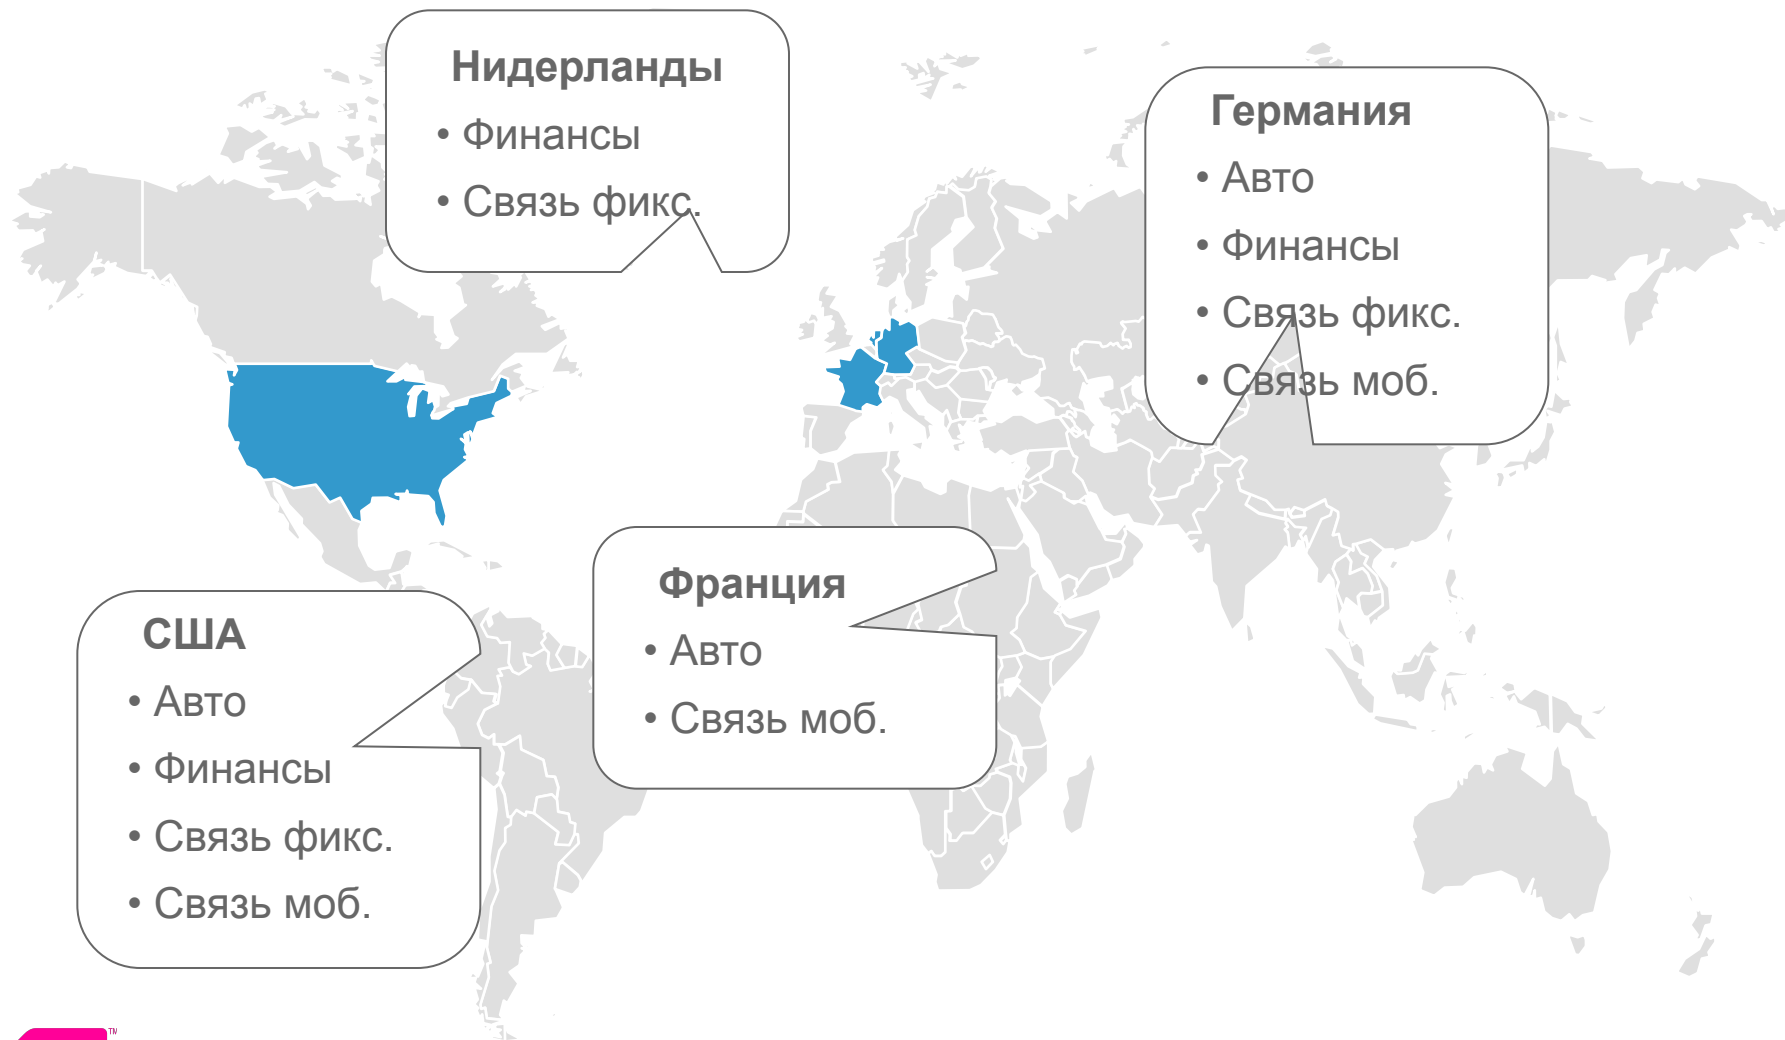 Нидерланды
• Финансы
• Связь фикс.
Германия
• Авто
• Финансы
• Связь фикс.
• Связь моб.
Франция
• Авто
• Связь моб.
США
• Авто
• Финансы
• Связь фикс.
• Связь моб.
TM